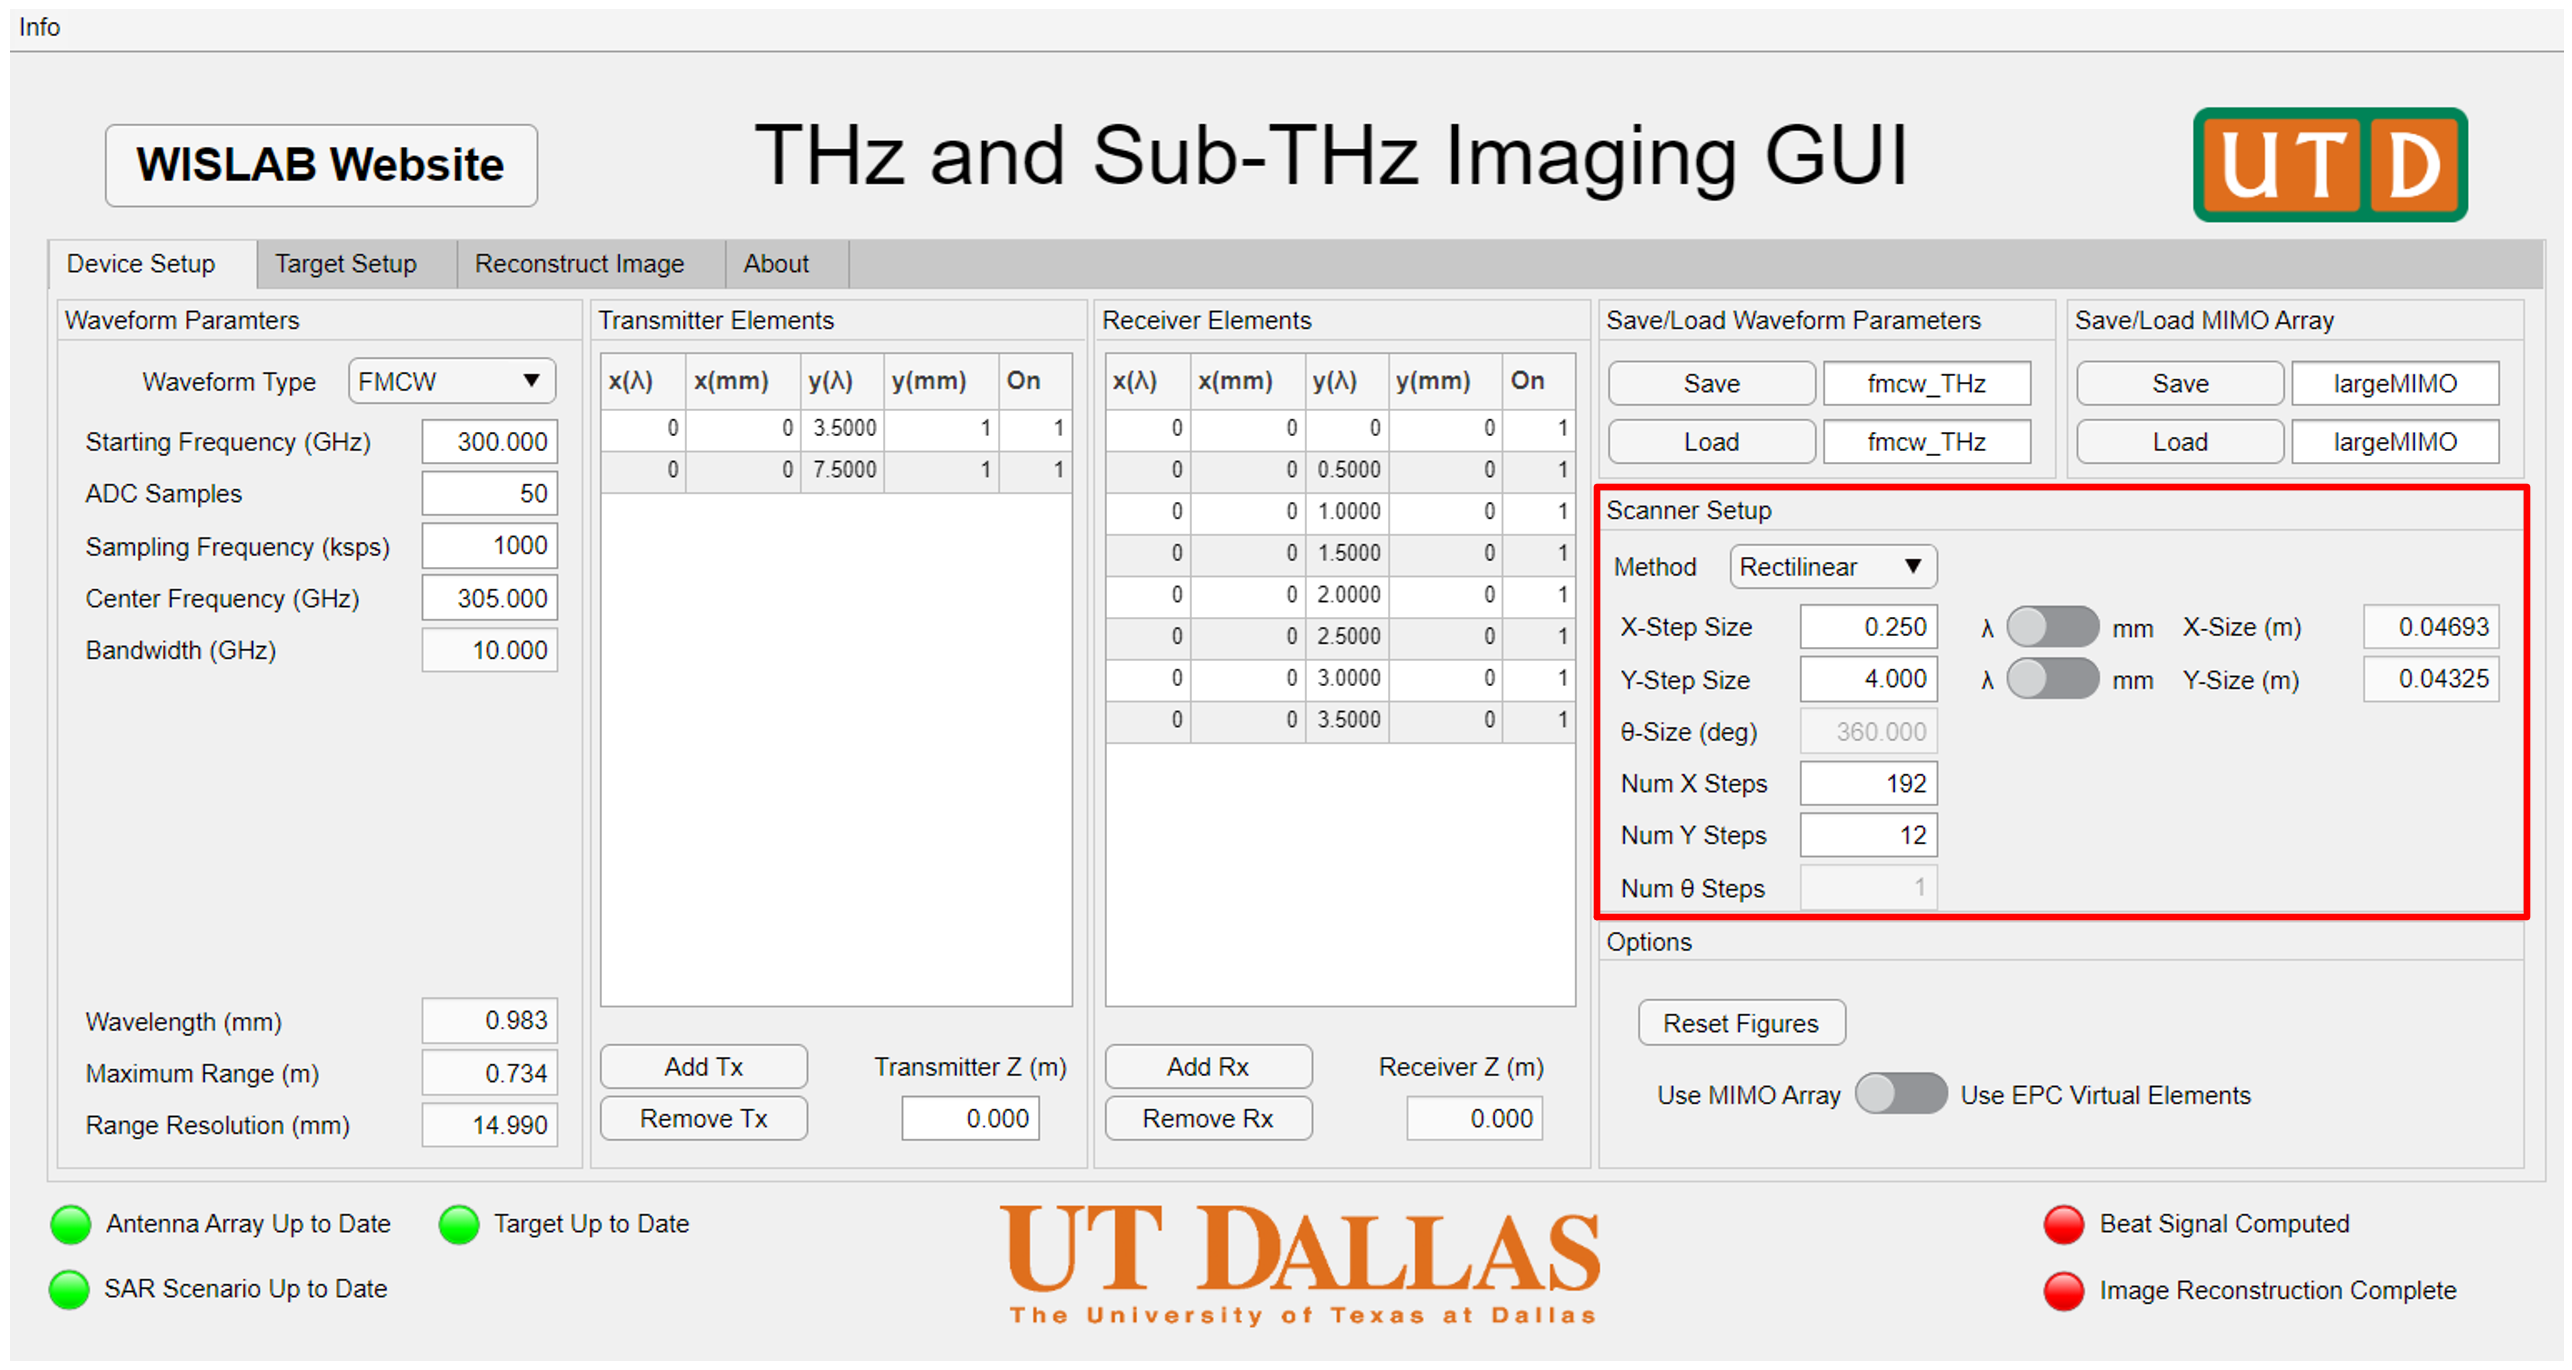 Info
WISLAB Website
THz and Sub-THz Imaging GUI
UTD
Device Setup
Target Setup
Reconstruct Image
About
Waveform Paramters
Waveform Type FMCW
Starting Frequency (GHz) 300.000
ADC Samples 50
Sampling Frequency (ksps) 1000
Center Frequency (GHz) 305.000
Bandwidth (GHz) 10.000
Wavelength (mm) 0.983
Maximum Range (m) 0.734
Range Resolution (mm) 14.990
Transmitter Elements
x(λ) x(mm) y(λ) y(mm) On
0 0 3.5000 1 1
0 0 7.5000 1 1
Add Tx
Remove Tx
Transmitter Z (m)
0.000
Receiver Elements
x(λ) x(mm) y(λ) y(mm) On
0 0 0 0 1
0 0 0.5000 0 1
0 0 1.0000 0 1
0 0 1.5000 0 1
0 0 2.0000 0 1
0 0 2.5000 0 1
0 0 3.0000 0 1
0 0 3.5000 0 1
Add Rx
Remove Rx
Receiver Z (m)
0.000
Save/Load Waveform Parameters
Save fmcw_THz
Load fmcw_THz
Save/Load MIMO Array
Save largeMIMO
Load largeMIMO
Scanner Setup
Method Rectilinear
X-Step Size 0.250 λ mm X-Size (m) 0.04693
Y-Step Size 4.000 λ mm Y-Size (m) 0.04325
θ-Size (deg) 360.000
Num X Steps 192
Num Y Steps 12
Num θ Steps 1
Options
Reset Figures
Use MIMO Array Use EPC Virtual Elements
Antenna Array Up to Date
Target Up to Date
SAR Scenario Up to Date
UT DALLAS
The University of Texas at Dallas
Beat Signal Computed
Image Reconstruction Complete